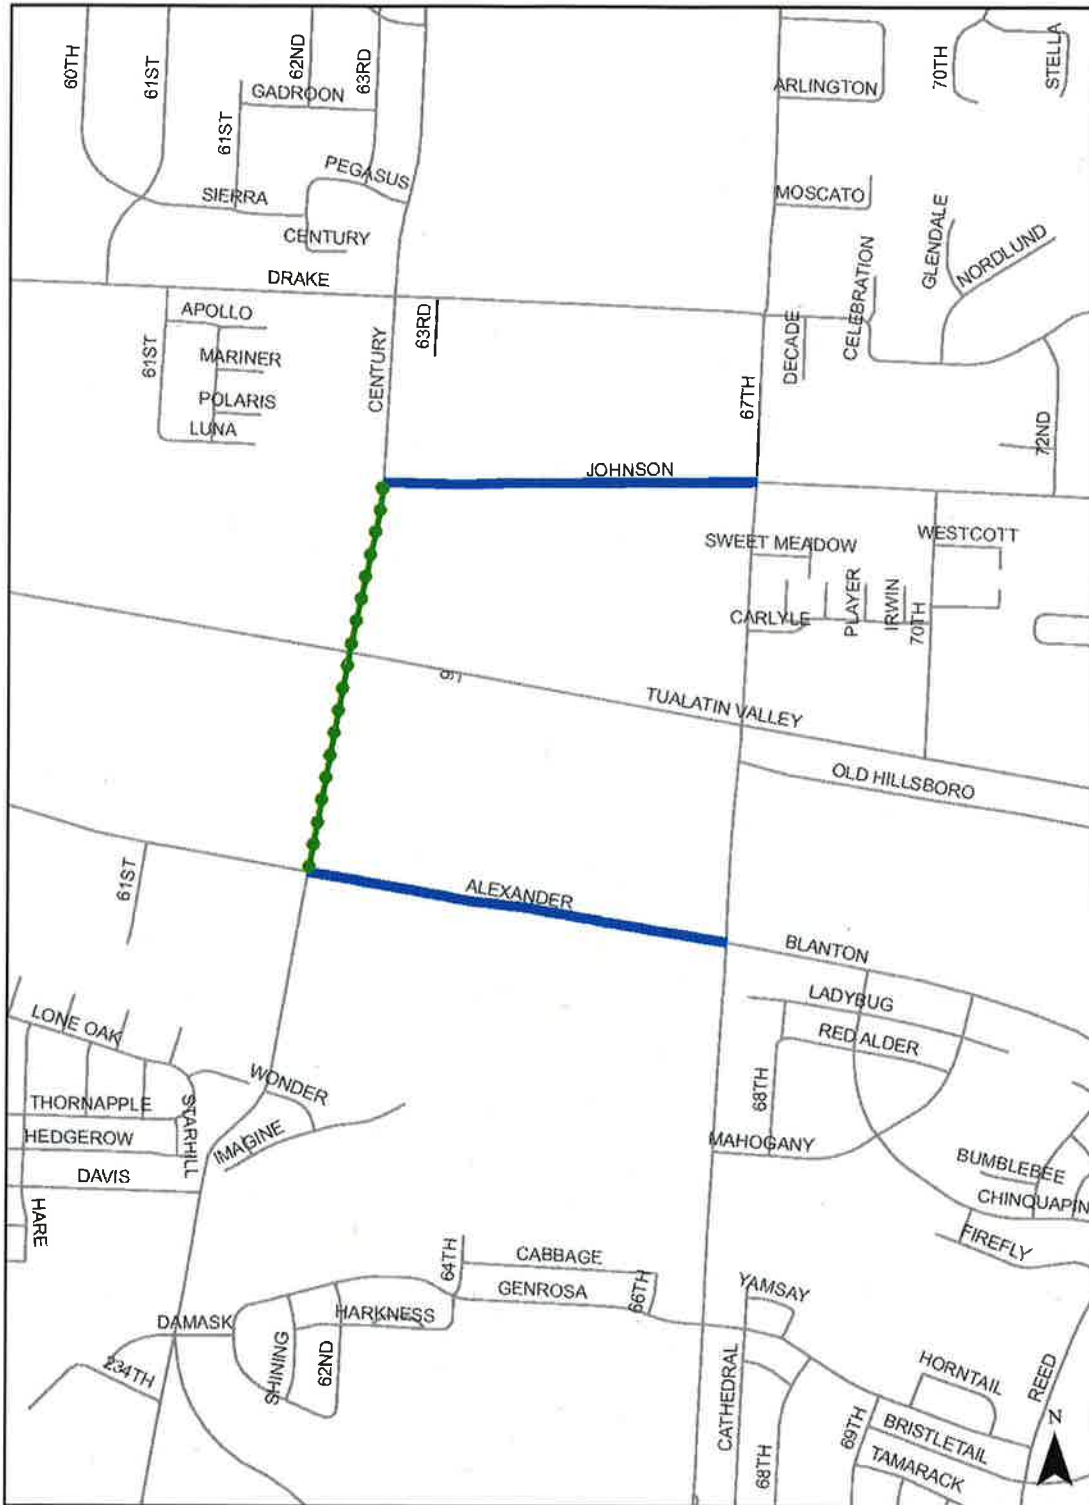 60TH
61ST
62ND
63RD
GADROON
61ST
PEGASUS
SIERRA
CENTURY
DRAKE
ARLINGTON
70TH
STELLA
MOSCATO
GLENDALE
NORDLUND
CELEBRATION
DECADE
APOLLO
61ST
MARINER
POLARIS
LUNA
CENTURY
63RD
67TH
72ND
JOHNSON
SWEET MEADOW
WESTCOTT
CARLYLE
PLAYER
IRWIN
70TH
TUALATIN VALLEY
OLD HILLSBORO
61ST
ALEXANDER
BLANTON
LADYBUG
RED ALDER
68TH
MAHOGANY
LONE OAK
WONDER
THORNAPPLE
STARHILL
HEDGEROW
IMAGINE
DAVIS
HARE
BUMBLEBEE
CHINQUAPIN
FIREFLY
64TH
CABBAGE
GENROSA
66TH
YAMSAY
DAMASK
HARKNESS
SHINING
62ND
234TH
CATHEDRAL
68TH
69TH
HORNTAIL
REED
BRISTLETAIL
TAMARACK
N